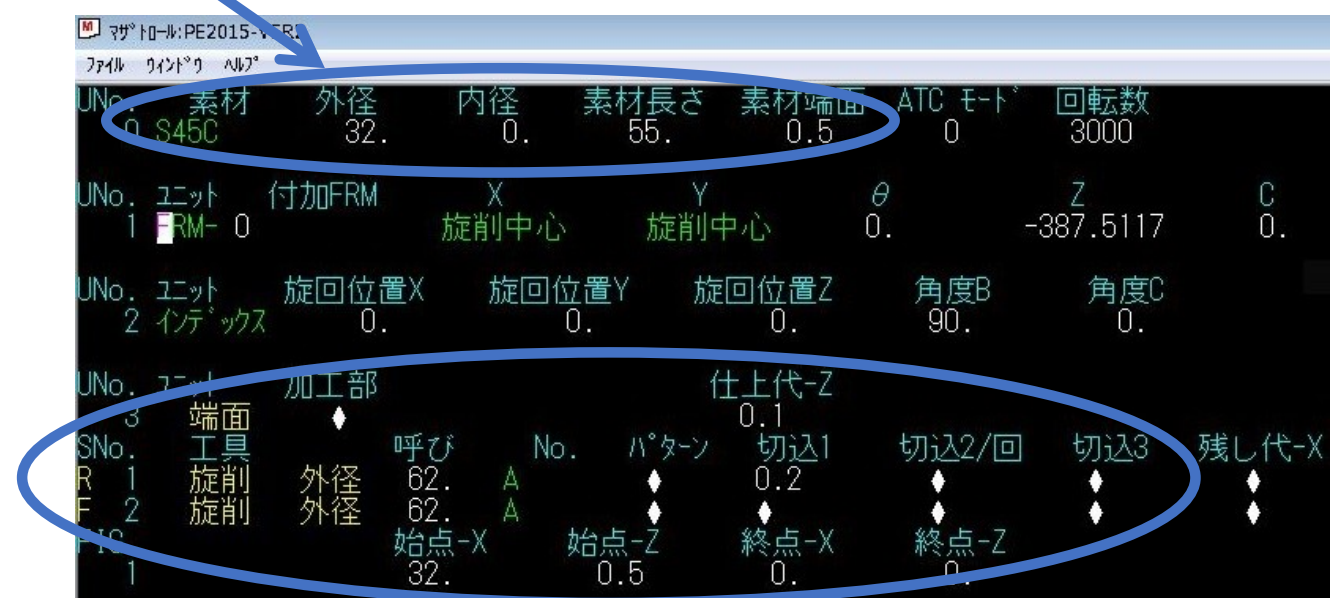 マザトロール:PE2015-
ファイル ウィンドウ ヘルプ
UNo. 素材 外径 内径 素材長さ 素材端面 ATC モード 回転数
0 S45C 32. 0. 55. 0.5 0 3000
UNo. ユニット 付加FRM X Y θ Z C
1 FRM- 0 旋削中心 旋削中心 0. -387.5117 0.
UNo. ユニット 旋回位置X 旋回位置Y 旋回位置Z 角度B 角度C
2 インデックス 0. 0. 0. 90. 0.
UNo. ユニット 加工部 仕上代-Z
3 端面 ♦ 0.1
SNo. 工具 呼び No. パターン 切込1 切込2/回 切込3 残し代-X
R 1 旋削 外径 62. A ♦ 0.2 ♦ ♦ ♦
F 2 旋削 外径 62. A ♦ ♦ ♦ ♦ ♦
FIG 始点-X 始点-Z 終点-X 終点-Z
1 32. 0.5 0. 0.